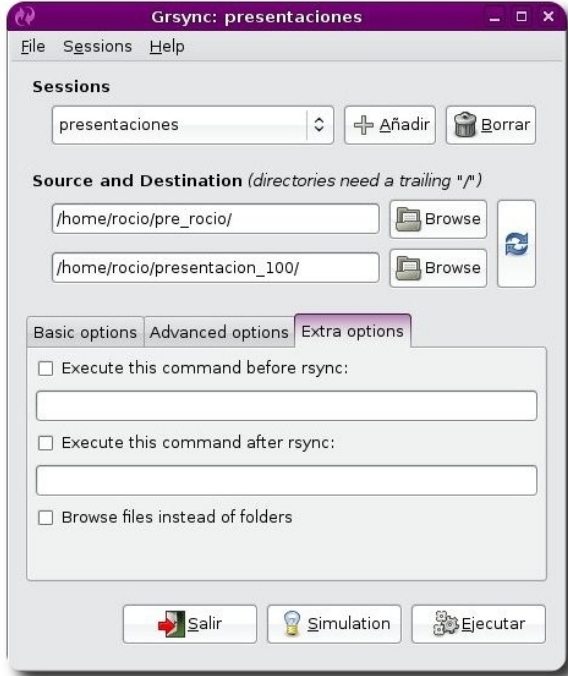 Grsync: presentaciones
File Sessions Help
Sessions
presentaciones Añadir Borrar
Source and Destination (directories need a trailing "/")
/home/rocio/pre_rocio/ Browse
/home/rocio/presentacion_100/ Browse
Basic options Advanced options Extra options
Execute this command before rsync:
Execute this command after rsync:
Browse files instead of folders
Salir Simulation Ejecutar